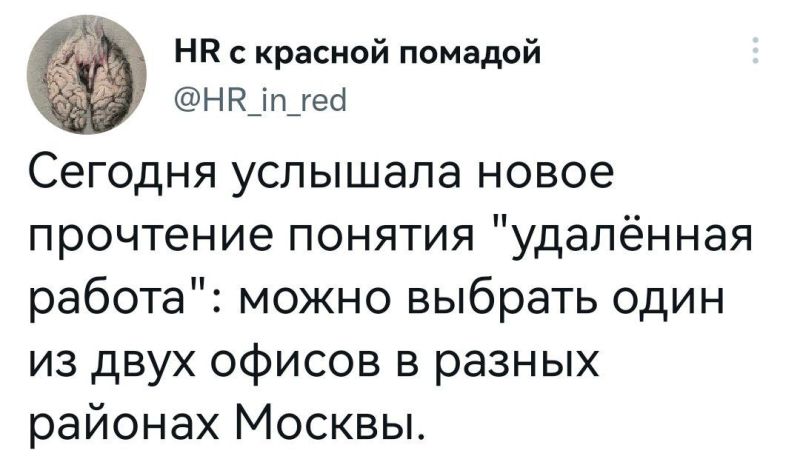 HR с красной помадой
@HR_in_red
Сегодня услышала новое
прочтение понятия "удалённая
работа": можно выбрать один
из двух офисов в разных
районах Москвы.